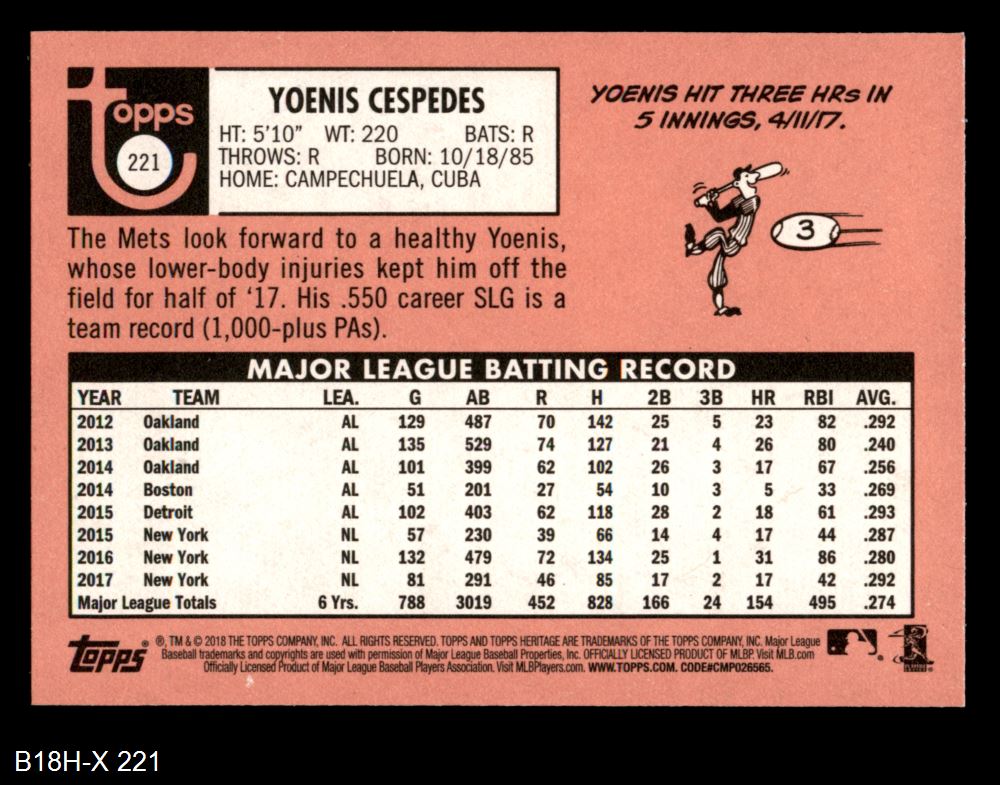 Topps
221
YOENIS CESPEDES
HT: 5'10" WT: 220 BATS: R
THROWS: R BORN: 10/18/85
HOME: CAMPECHUELA, CUBA
YOENIS HIT THREE HRs IN
5 INNINGS, 4/11/17.
3
The Mets look forward to a healthy Yoenis,
whose lower-body injuries kept him off the
field for half of '17. His .550 career SLG is a
team record (1,000-plus PAs).
MAJOR LEAGUE BATTING RECORD
YEAR TEAM LEA. G AB R H 2B 3B HR RBI AVG.
2012 Oakland AL 129 487 70 142 25 5 23 82 .292
2013 Oakland AL 135 529 74 127 21 4 26 80 .240
2014 Oakland AL 101 399 62 102 26 3 17 67 .256
2014 Boston AL 51 201 27 54 10 3 5 33 .269
2015 Detroit AL 102 403 62 118 28 2 18 61 .293
2015 New York NL 57 230 39 66 14 4 17 44 .287
2016 New York NL 132 479 72 134 25 1 31 86 .280
2017 New York NL 81 291 46 85 17 2 17 42 .292
Major League Totals 6 Yrs. 788 3019 452 828 166 24 154 495 .274
Topps ®, TM & © 2018 THE TOPPS COMPANY, INC. ALL RIGHTS RESERVED. TOPPS AND TOPPS HERITAGE ARE TRADEMARKS OF THE TOPPS COMPANY, INC. Major League
Baseball trademarks and copyrights are used with permission of Major League Baseball Properties, Inc. OFFICIALLY LICENSED PRODUCT OF MLBP. Visit MLB.com
Officially Licensed Product of Major League Baseball Players Association. Visit MLBPlayers.com. WWW.TOPPS.COM. CODE#CMP026565.
B18H-X 221